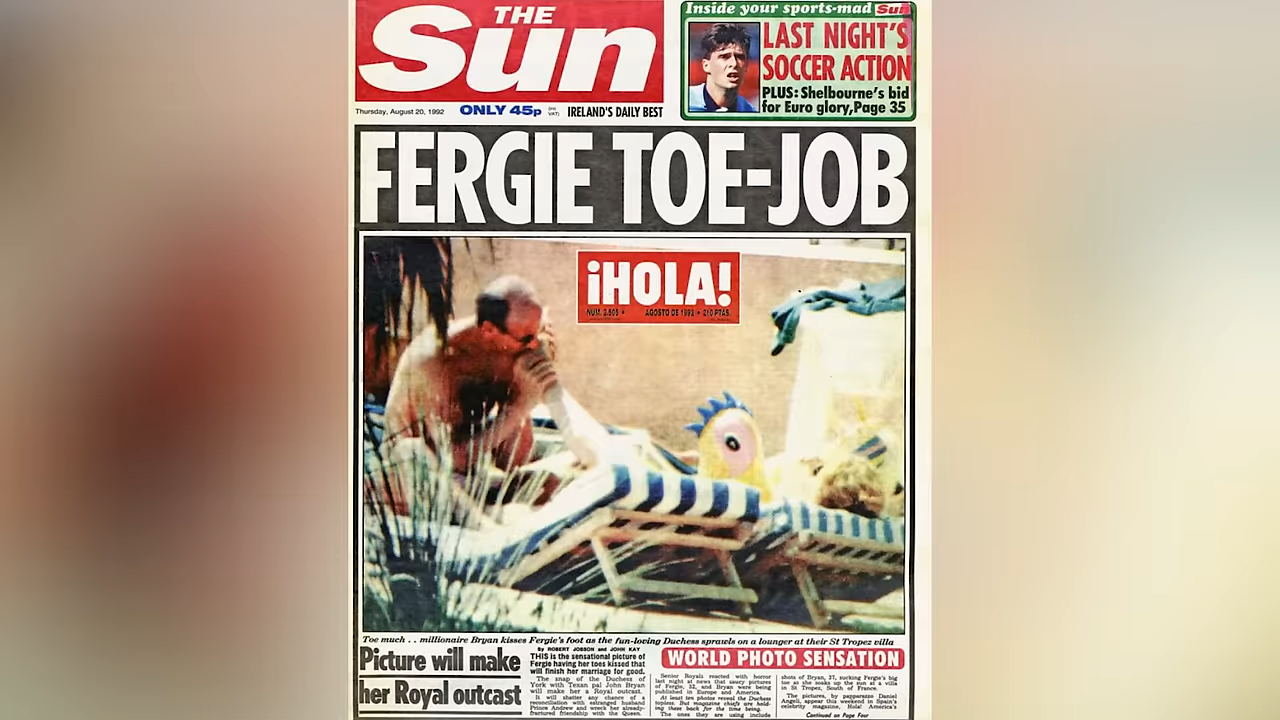 THE
Sun
Thursday, August 20, 1992
ONLY 45p
(Inc VAT)
IRELAND'S DAILY BEST
Inside your sports-mad Sun
LAST NIGHT'S
SOCCER ACTION
PLUS: Shelbourne's bid
for Euro glory, Page 35
FERGIE TOE-JOB
¡HOLA!
NUM. 2.505 • AGOSTO DE 1992 • 210 PTAS.
Toe much . . millionaire Bryan kisses Fergie's foot as the fun-loving Duchess sprawls on a lounger at their St Tropez villa
Picture will make
her Royal outcast
By ROBERT JOBSON and JOHN KAY
THIS is the sensational picture of
Fergie having her toes kissed that
will finish her marriage for good.
The snap of the Duchess of
York with Texan pal John Bryan
will make her a Royal outcast.
It will shatter any chance of a
reconciliation with estranged husband
Prince Andrew and wreck her already-
fractured friendship with the Queen.
WORLD PHOTO SENSATION
Senior Royals reacted with horror
last night at news that saucy pictures
of Fergie, 32, and Bryan were being
published in Europe and America.
At least ten photos reveal the Duchess
topless. But magazine chiefs are hold-
ing these back for the time being.
The ones they are using include
shots of Bryan, 37, sucking Fergie's big
toe as she soaks up the sun at a villa
in St Tropez, South of France.
The pictures, by papparazzo Daniel
Angeli, appear this weekend in Spain's
celebrity magazine, Hola! America's
Continued on Page Four